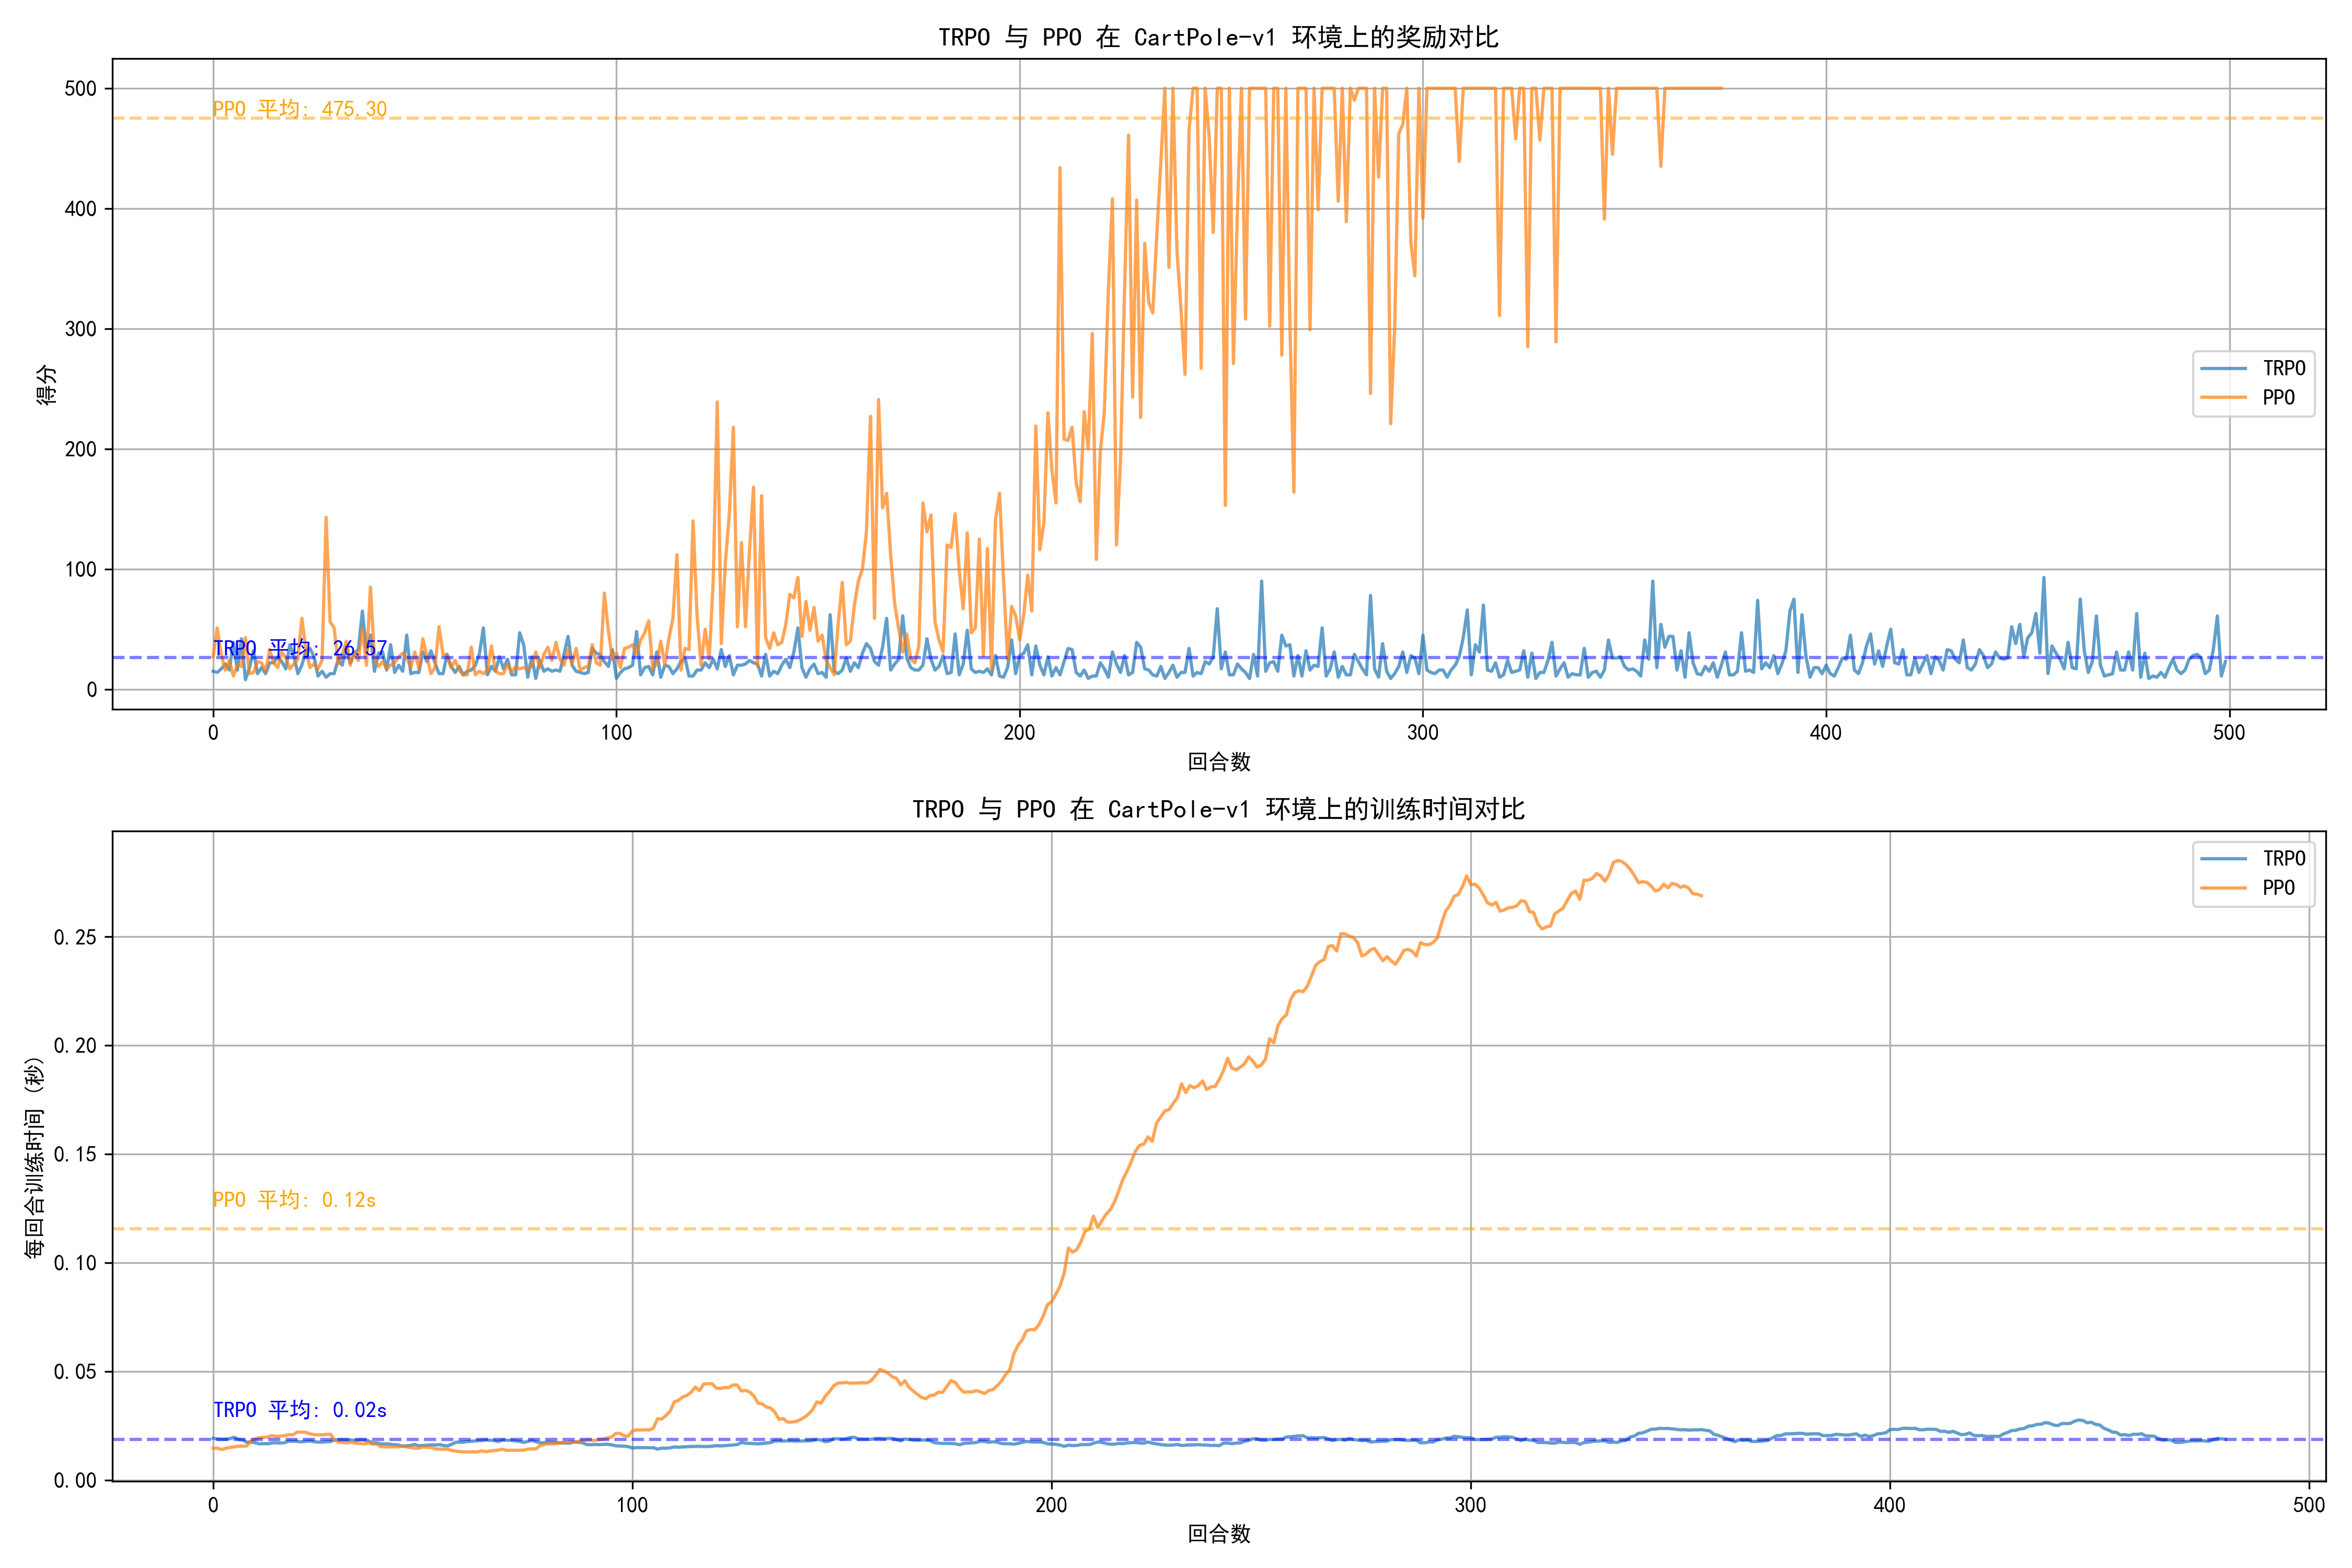 TRPO 与 PPO 在 CartPole-v1 环境上的奖励对比
500
400
300
200
100
0
得分
PPO 平均: 475.30
TRPO 平均: 26.57
TRPO
PPO
0 100 200 300 400 500
回合数
TRPO 与 PPO 在 CartPole-v1 环境上的训练时间对比
0.25
0.20
0.15
0.10
0.05
0.00
每回合训练时间 (秒)
PPO 平均: 0.12s
TRPO 平均: 0.02s
TRPO
PPO
0 100 200 300 400 500
回合数